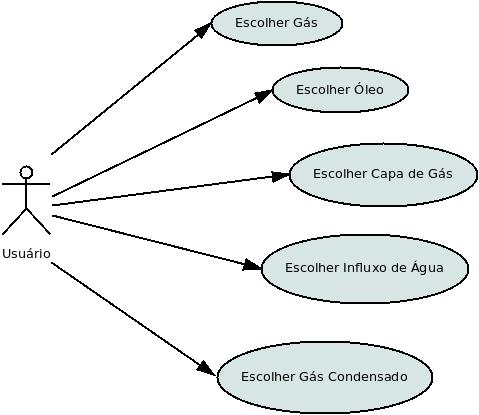 Escolher Gás
Escolher Óleo
Escolher Capa de Gás
Usuário
Escolher Influxo de Água
Escolher Gás Condensado